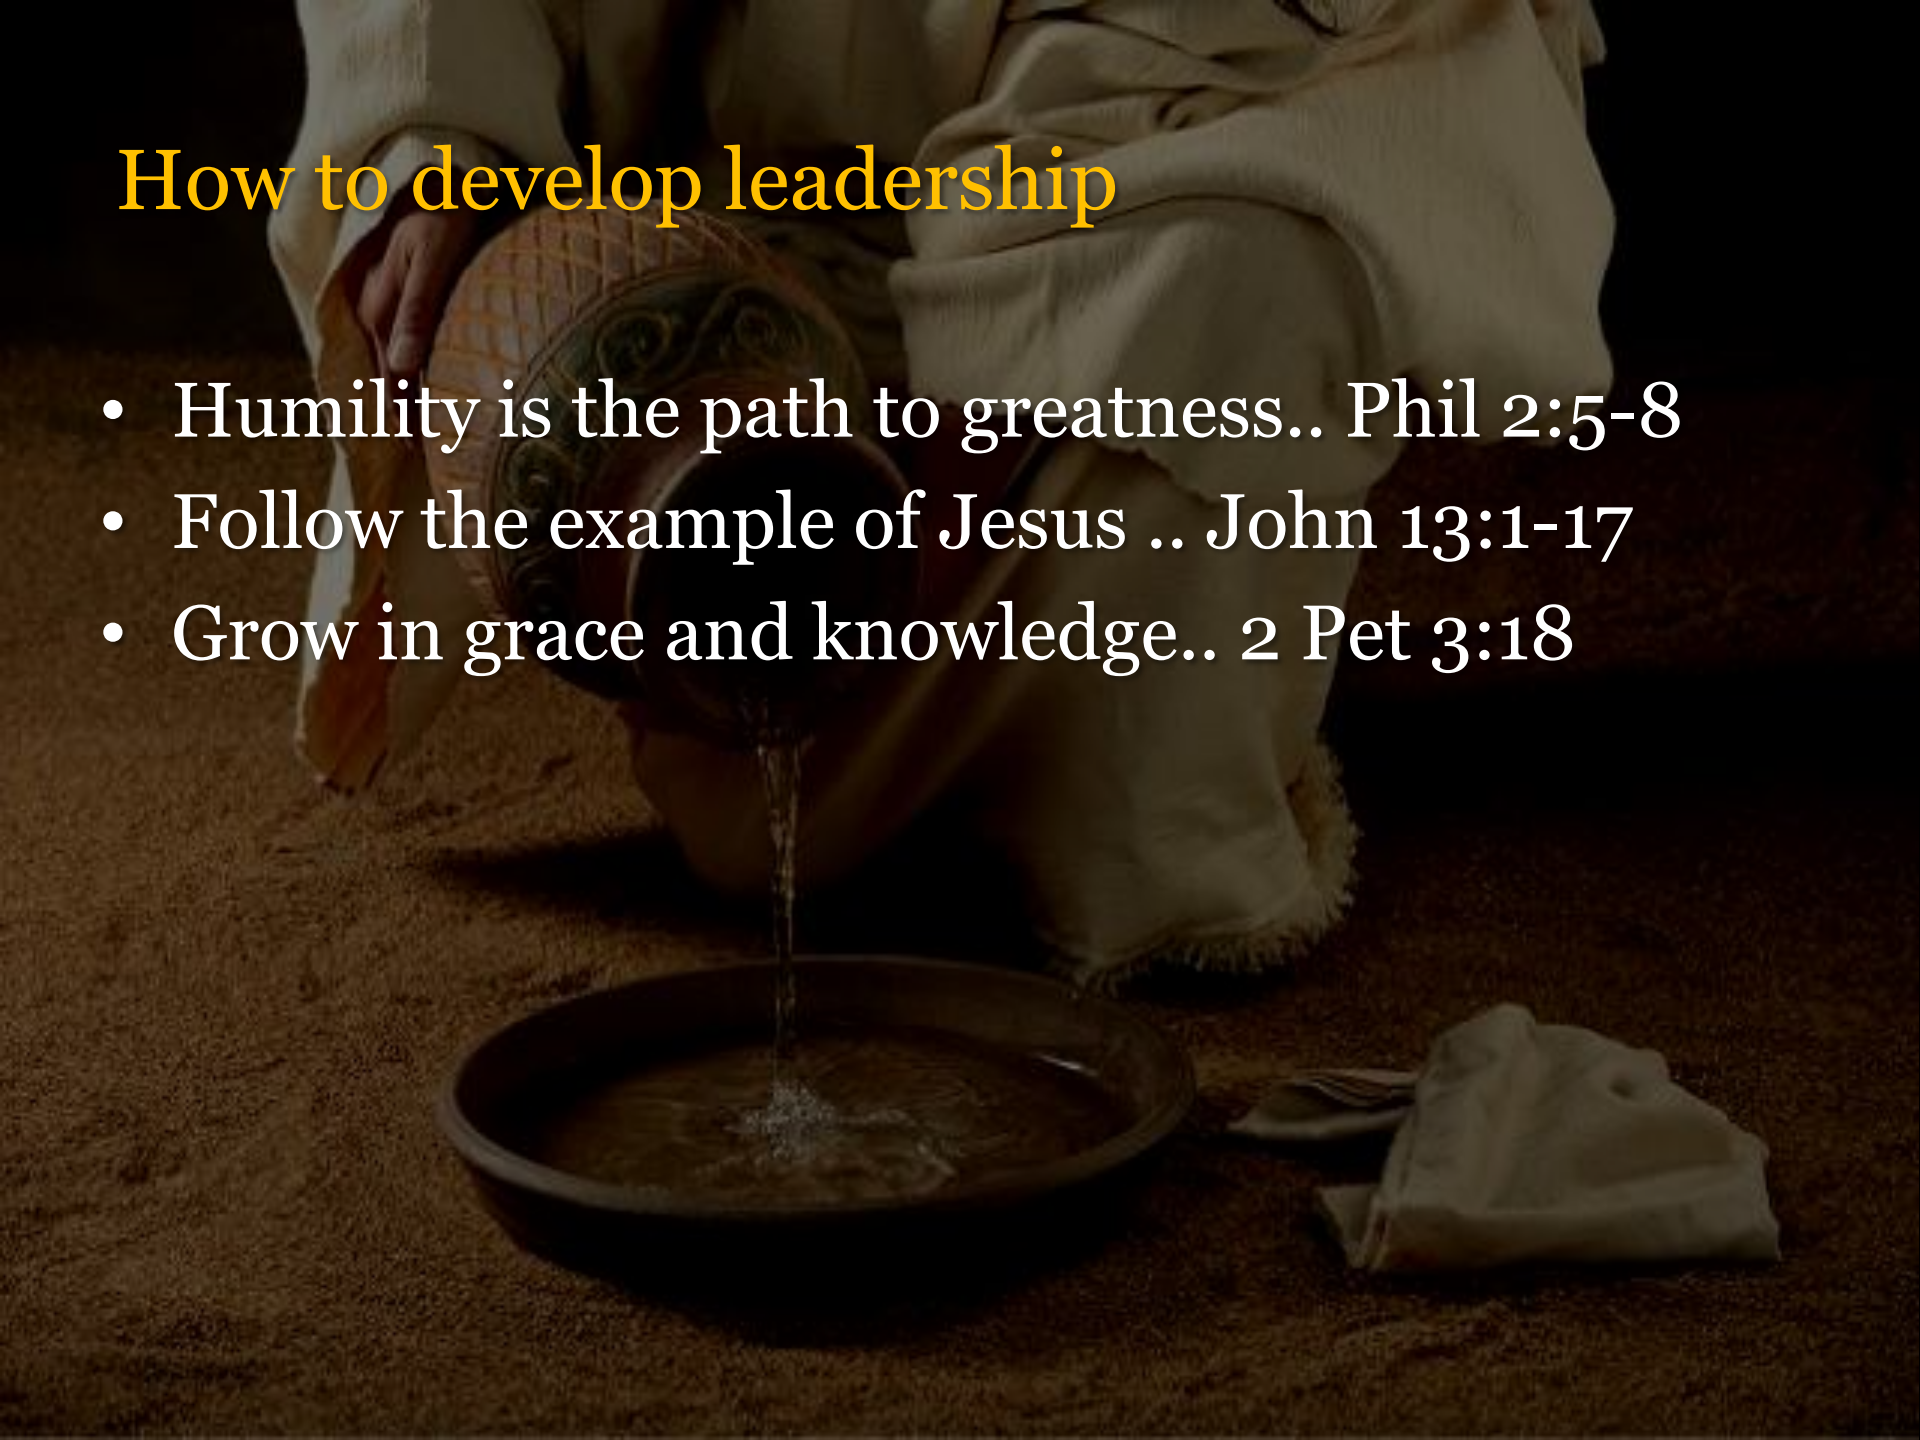 How to develop leadership
• Humility is the path to greatness.. Phil 2:5-8
• Follow the example of Jesus .. John 13:1-17
• Grow in grace and knowledge.. 2 Pet 3:18